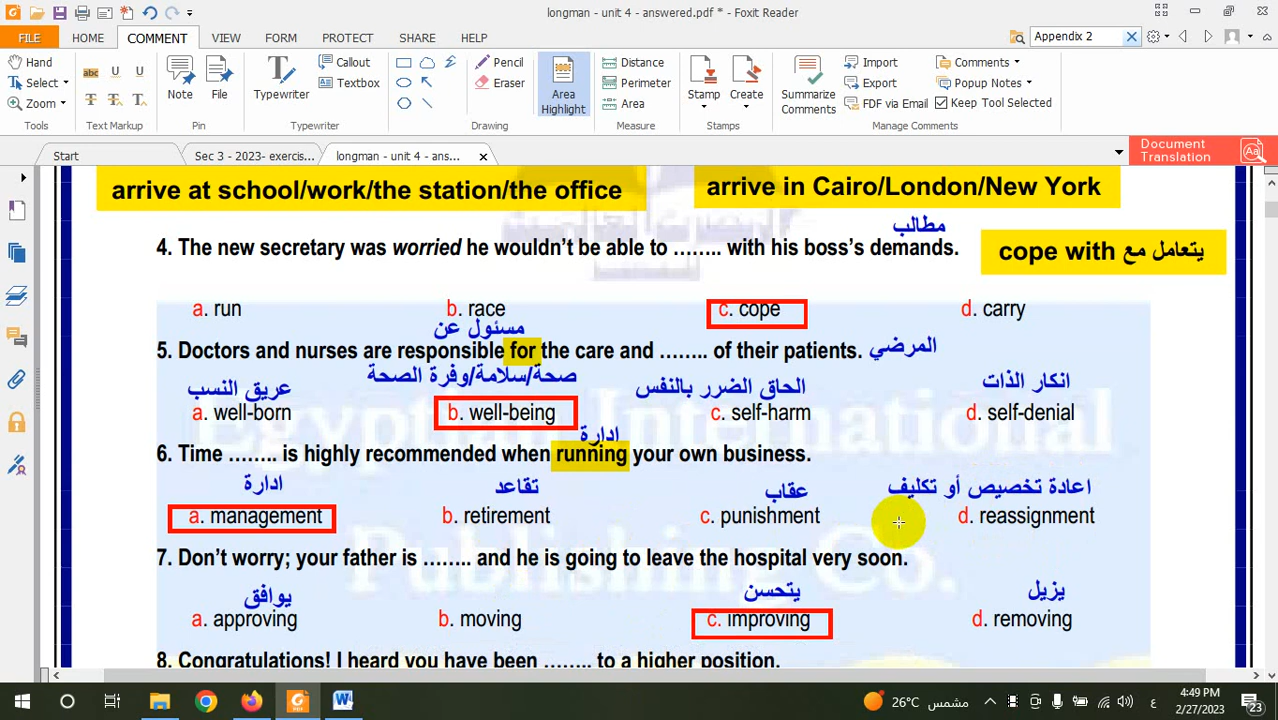 longman - unit 4 - answered.pdf * - Foxit Reader
FILE HOME COMMENT VIEW FORM PROTECT SHARE HELP
Appendix 2
Hand
Select
Zoom
Tools
abc U U
T T T
Text Markup
Note File
Pin
Typewriter
Callout
Textbox
Typewriter
Pencil
Eraser
Drawing
Area Highlight
Distance
Perimeter
Area
Measure
Stamp Create
Stamps
Summarize Comments
Import
Export
FDF via Email
Comments
Popup Notes
Keep Tool Selected
Manage Comments
Start
Sec 3 - 2023- exercis...
longman - unit 4 - ans...
Document Translation
Aa
arrive at school/work/the station/the office
arrive in Cairo/London/New York
مطالب
4. The new secretary was worried he wouldn't be able to …….. with his boss's demands.
cope with يتعامل مع
a. run b. race c. cope d. carry
مسئول عن
5. Doctors and nurses are responsible for the care and …….. of their patients.
المرضي
عريق النسب صحة/سلامة/وفرة الصحة الحاق الضرر بالنفس انكار الذات
a. well-born b. well-being c. self-harm d. self-denial
ادارة
6. Time …….. is highly recommended when running your own business.
ادارة تقاعد عقاب اعادة تخصيص أو تكليف
a. management b. retirement c. punishment d. reassignment
7. Don't worry; your father is …….. and he is going to leave the hospital very soon.
يوافق يتحسن يزيل
a. approving b. moving c. improving d. removing
8. Congratulations! I heard you have been …….. to a higher position.
Egyptian International
Publishing Co.
26°C مشمس
ع
4:49 PM
2/27/2023
23